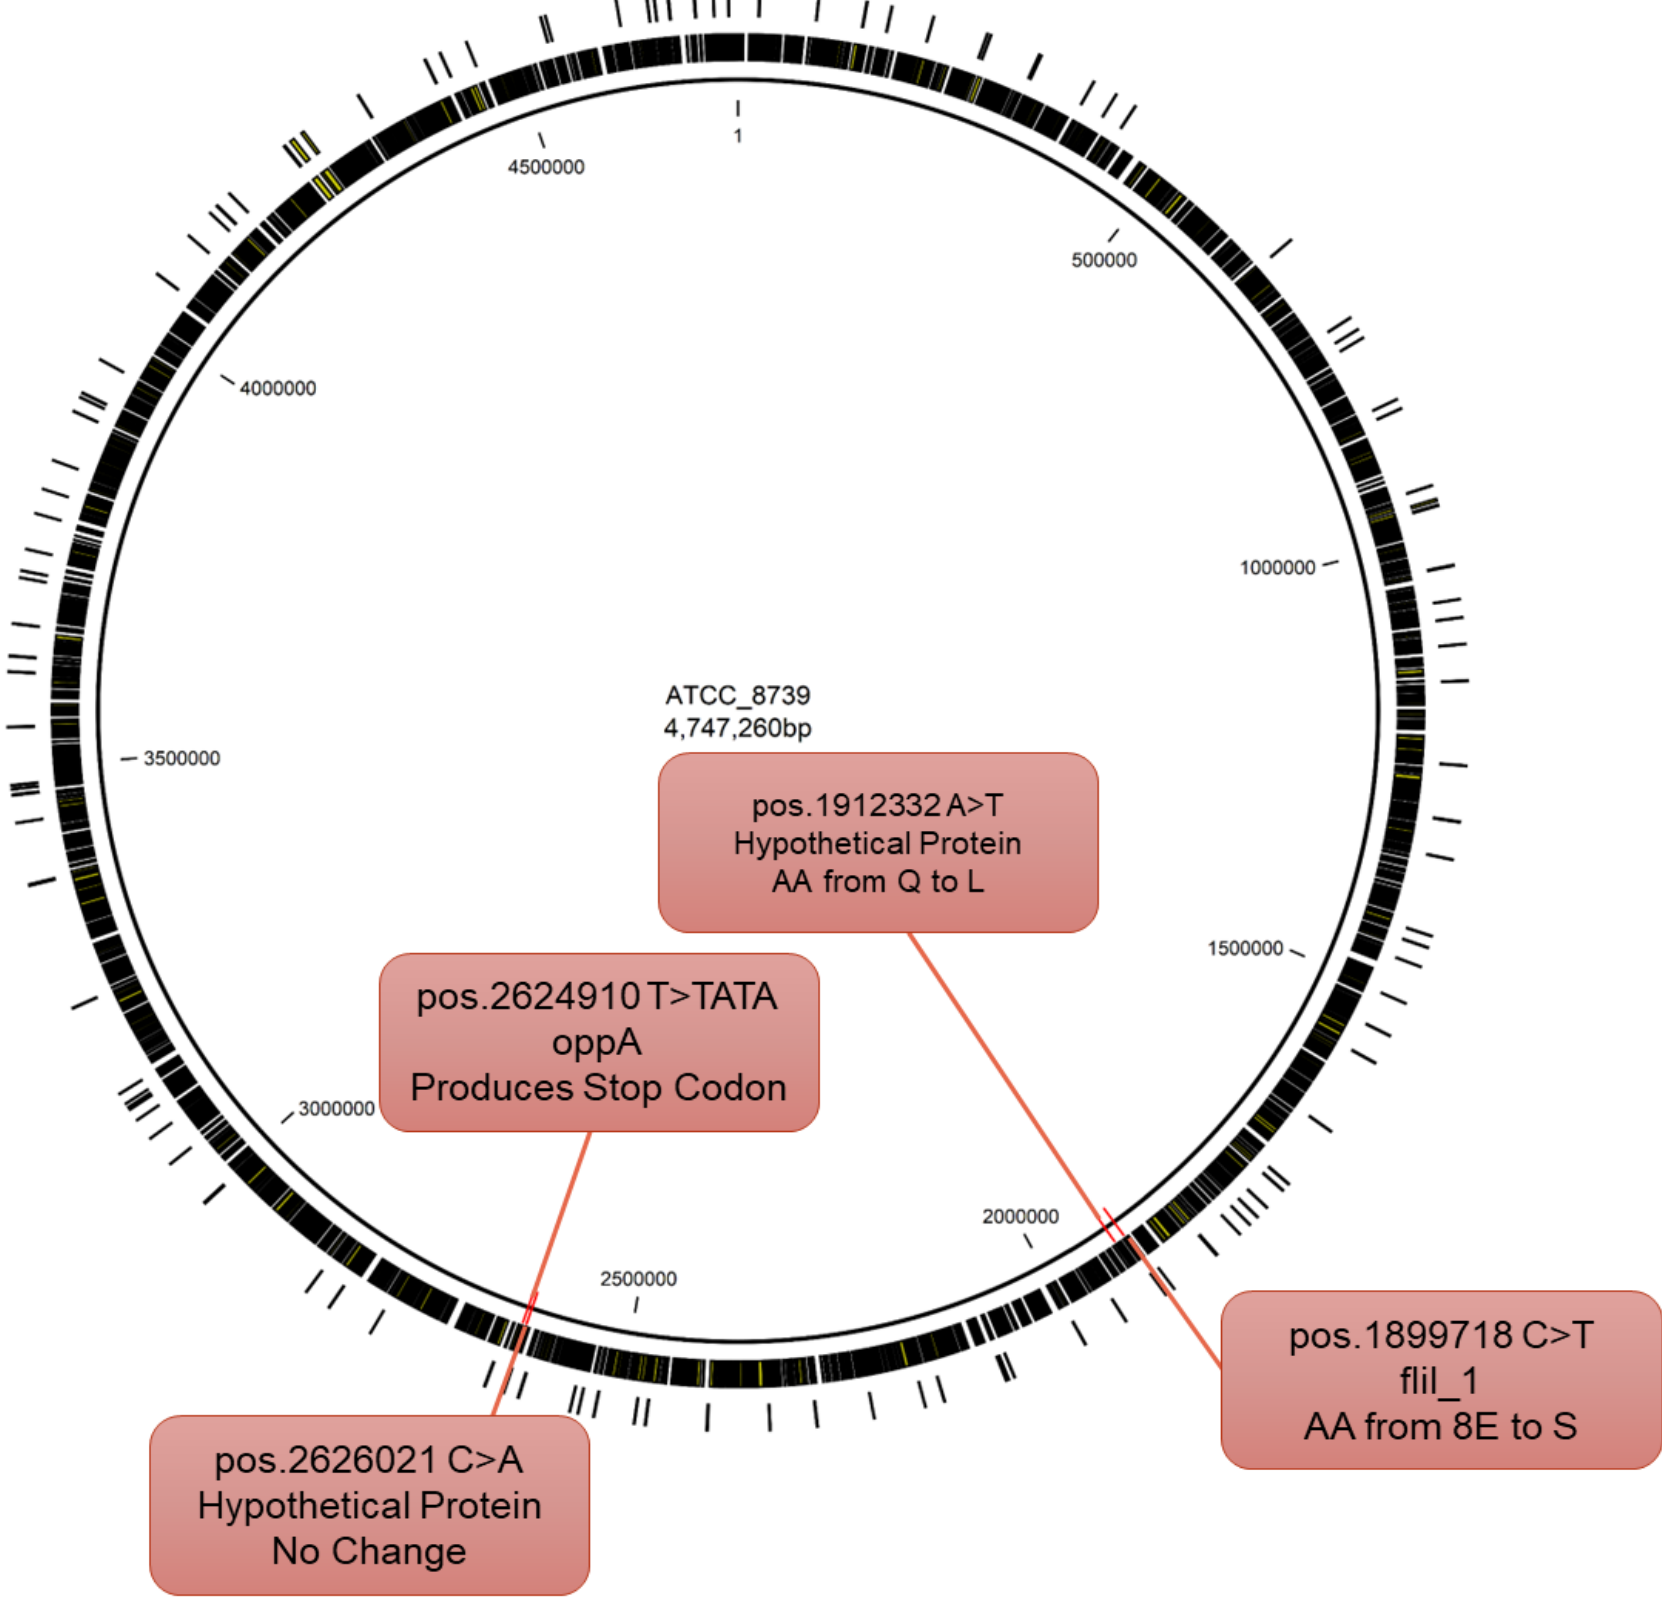 1
4500000
500000
4000000
1000000
ATCC_8739
4,747,260bp
3500000
pos.1912332 A>T
Hypothetical Protein
AA from Q to L
1500000
pos.2624910 T>TATA
oppA
Produces Stop Codon
3000000
2000000
2500000
pos.1899718 C>T
fliI_1
AA from 8E to S
pos.2626021 C>A
Hypothetical Protein
No Change